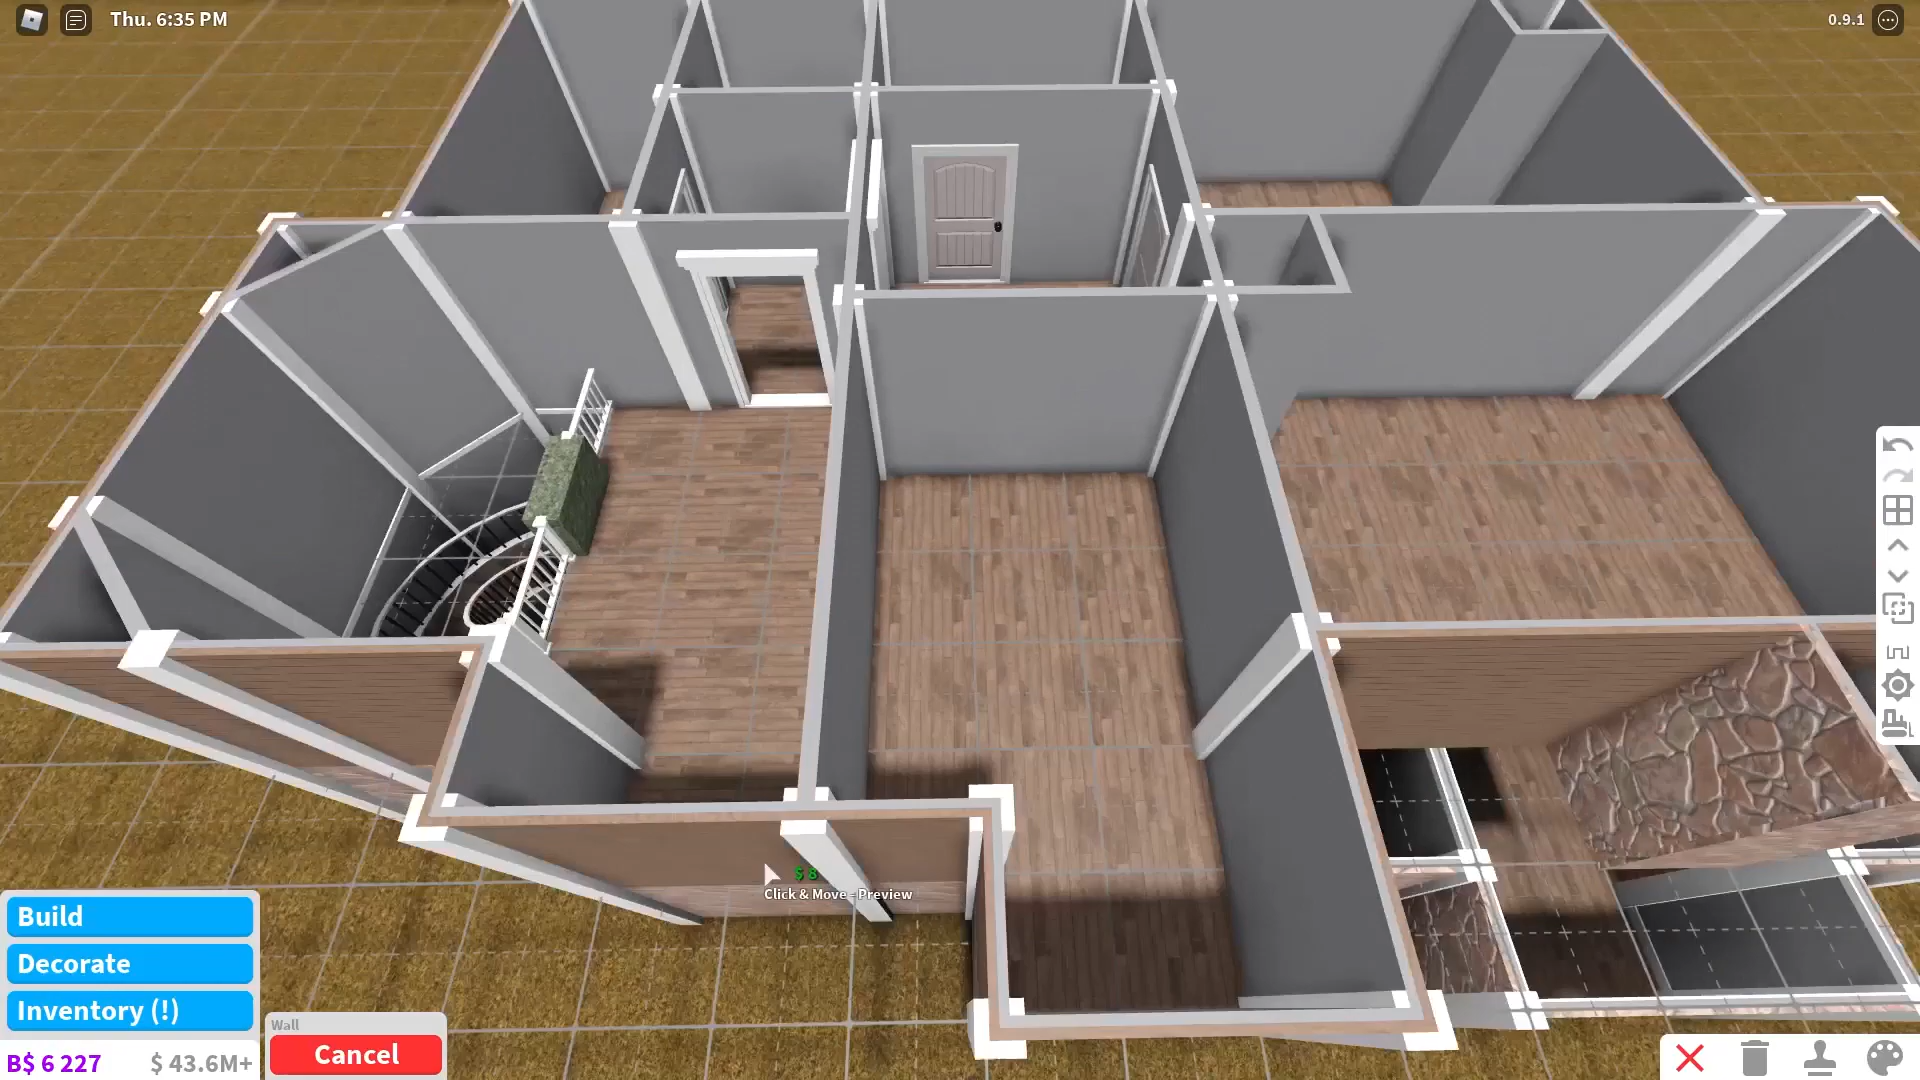 Thu. 6:35 PM
0.9.1
$ 8
Click & Move - Preview
Build
Decorate
Inventory (!)
Wall
Cancel
B$ 6 227
$ 43.6M+